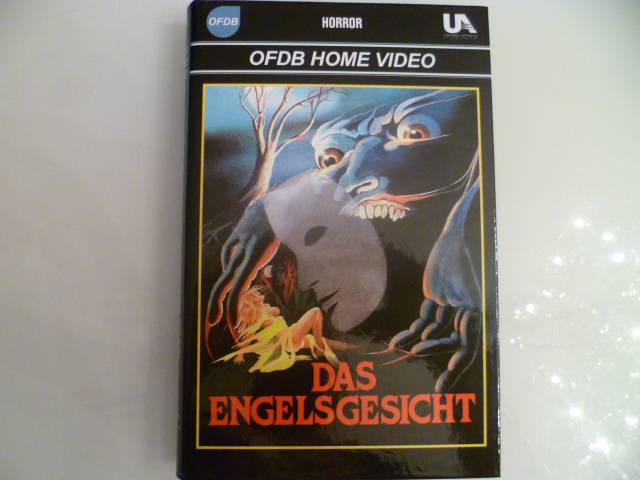 OFDB
HORROR
UA
OFDB HOME VIDEO
DAS
ENGELSGESICHT